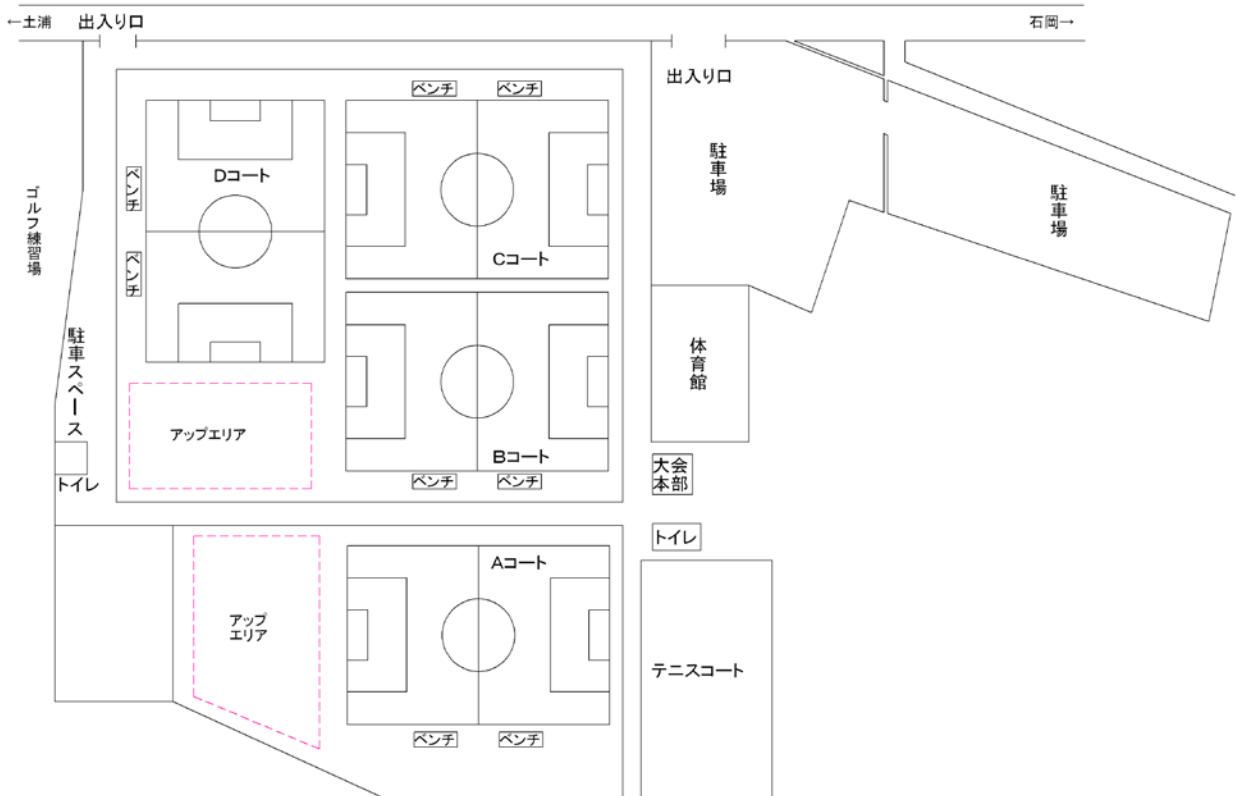 ←土浦
出入り口
石岡→
出入り口
ベンチ
ベンチ
駐車場
駐車場
ゴルフ練習場
ベンチ
Dコート
ベンチ
Cコート
駐車スペース
体育館
アップエリア
Bコート
ベンチ
ベンチ
大会
本部
トイレ
トイレ
Aコート
アップ
エリア
テニスコート
ベンチ
ベンチ